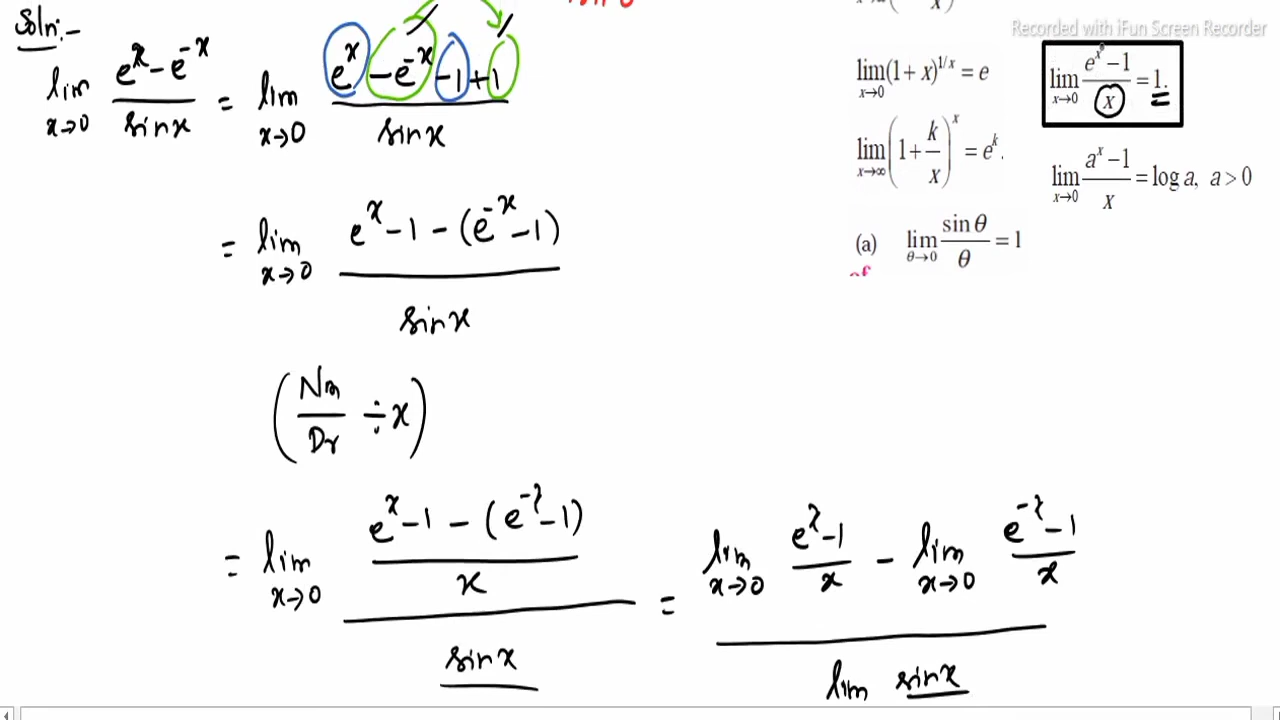 Soln:-
Recorded with iFun Screen Recorder
lim x→0 (e^x - e^-x)/(sin x) = lim x→0 (e^x - e^-x - 1 + 1)/(sin x)
lim x→0 (1 + x)^1/x = e
lim x→0 (e^x - 1)/x = 1.
lim x→∞ (1 + k/x)^x = e^k.
lim x→0 (a^x - 1)/x = log a, a > 0
= lim x→0 (e^x - 1 - (e^-x - 1))/(sin x)
(a) lim θ→0 sin θ/θ = 1
(Nm/Dr ÷ x)
= lim x→0 ((e^x - 1 - (e^-x - 1))/x)/(sin x) = (lim x→0 (e^x - 1)/x - lim x→0 (e^-x - 1)/x)/(lim sin x)